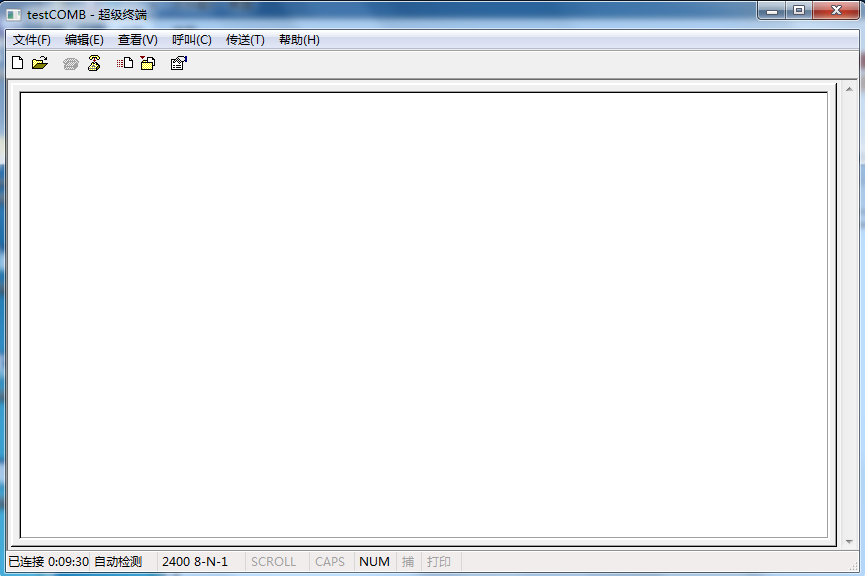 testCOMB - 超级终端
文件(F) 编辑(E) 查看(V) 呼叫(C) 传送(T) 帮助(H)
已连接 0:09:30 自动检测 2400 8-N-1 SCROLL CAPS NUM 捕 打印